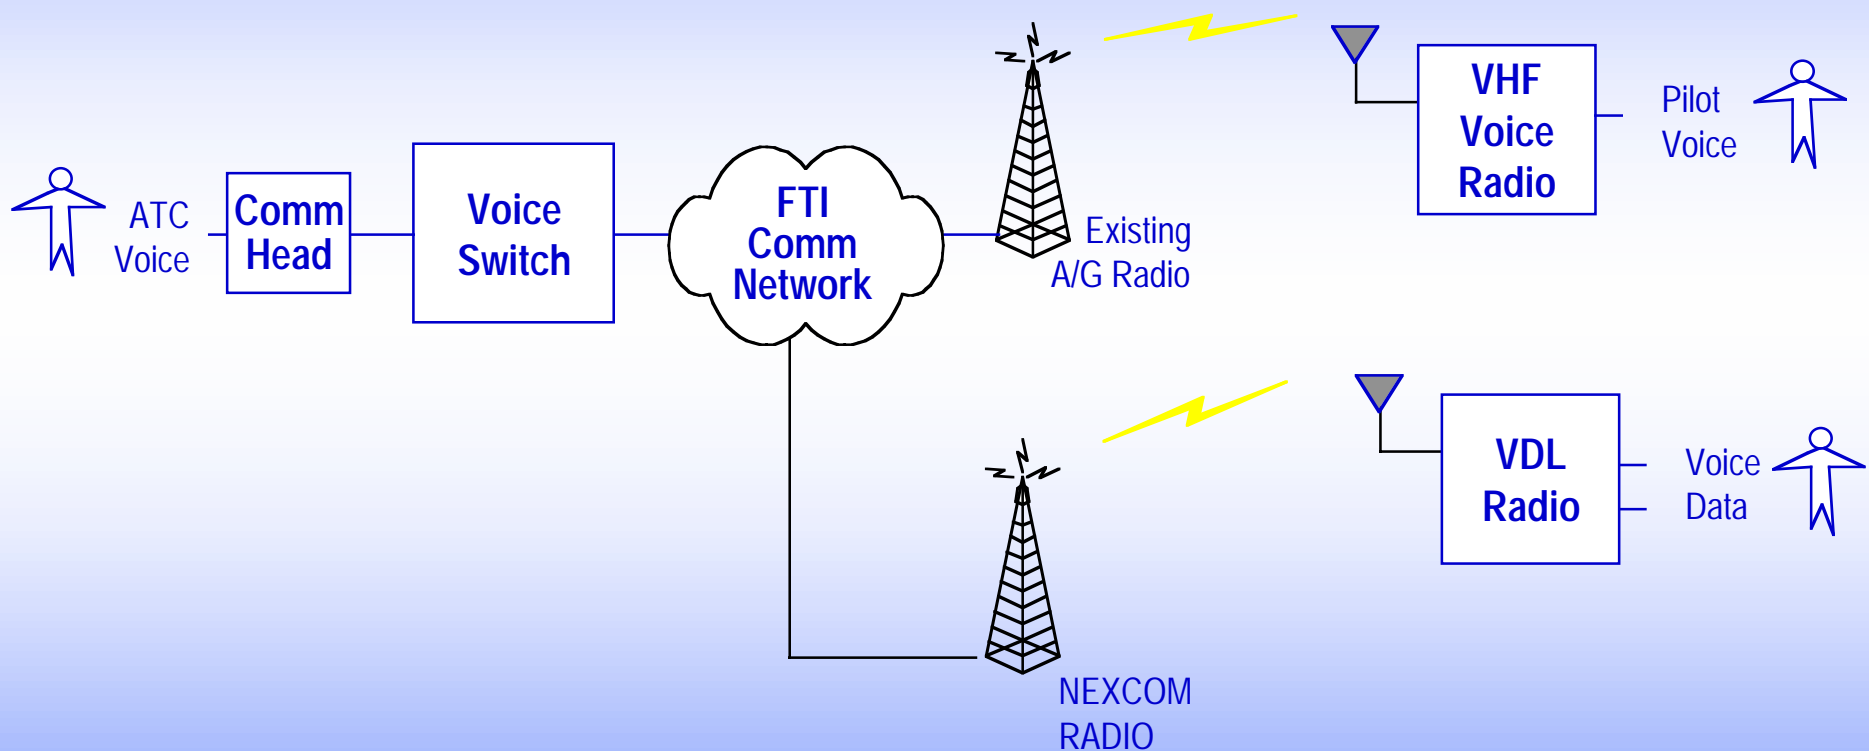 ATC
Voice
Comm
Head
Voice
Switch
FTI
Comm
Network
Existing
A/G Radio
VHF
Voice
Radio
Pilot
Voice
NEXCOM
RADIO
VDL
Radio
Voice
Data